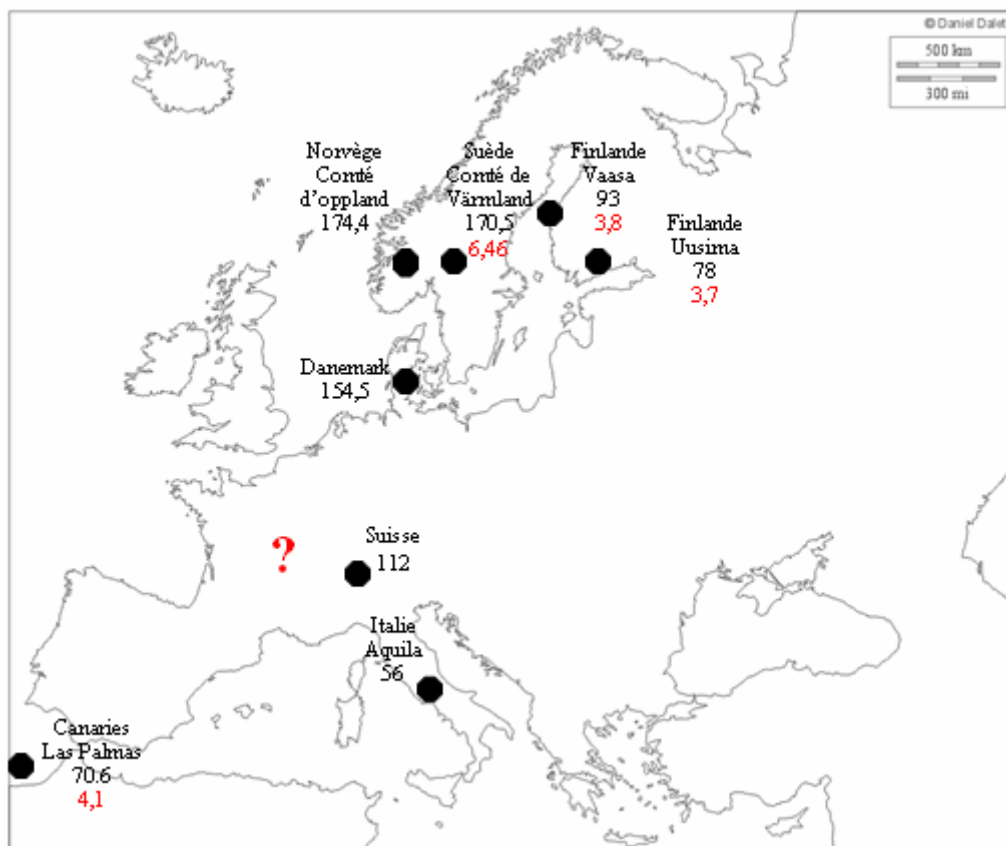 © Daniel Dalet
500 km
300 mi
Norvège
Comté
d'oppland
174,4
Suède
Comté de
Värmland
170,5
6,46
Finlande
Vaasa
93
3,8
Finlande
Uusima
78
3,7
Danemark
154,5
?
Suisse
112
Italie
Aquila
56
Canaries
Las Palmas
70.6
4,1